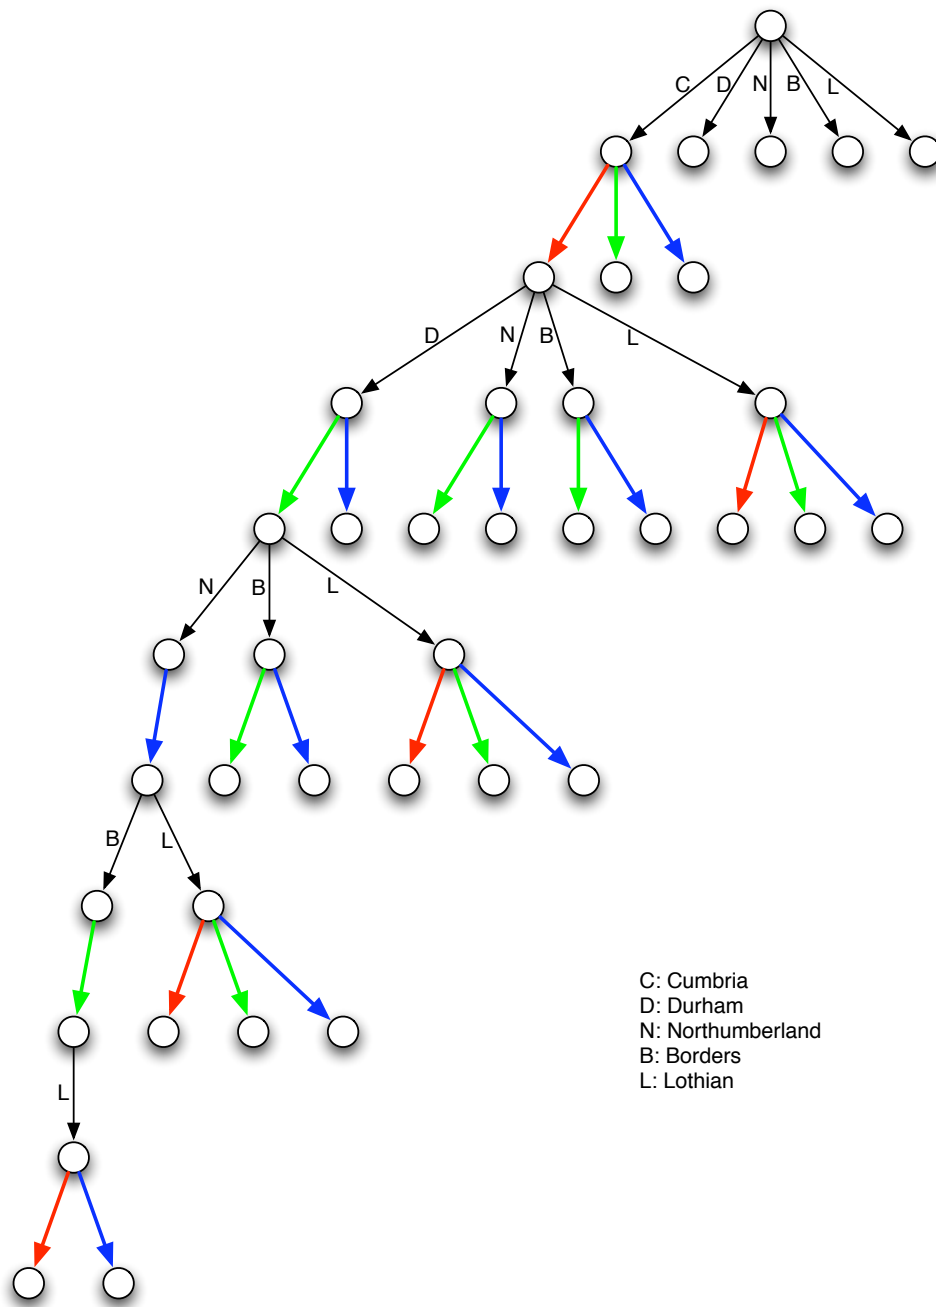 C D N B L
D N B L
N B L
B L
L
C: Cumbria
D: Durham
N: Northumberland
B: Borders
L: Lothian